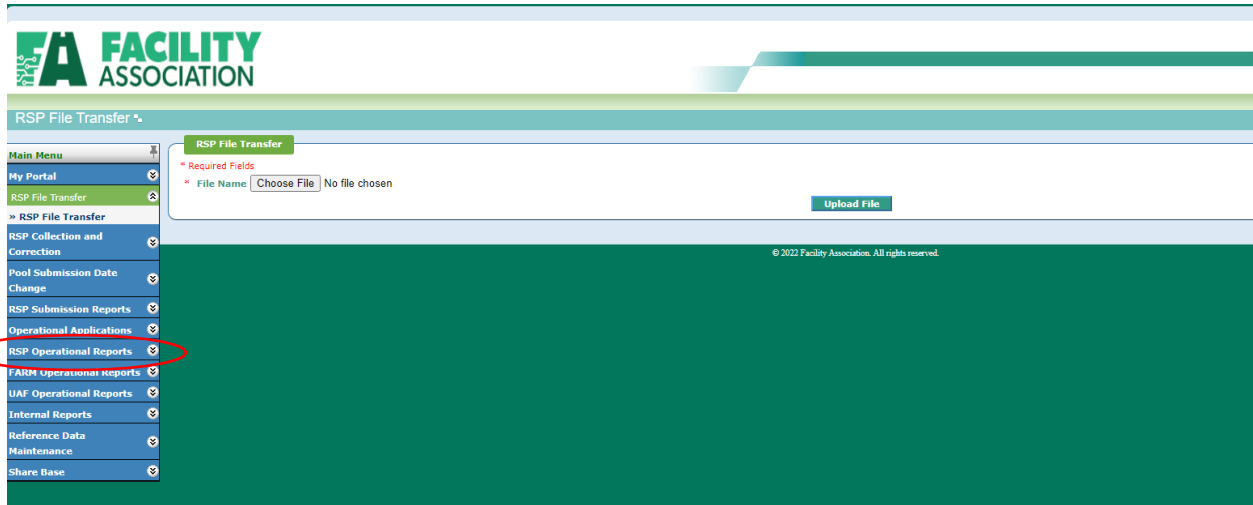 FACILITY
ASSOCIATION
RSP File Transfer
Main Menu
My Portal
RSP File Transfer
» RSP File Transfer
RSP Collection and
Correction
Pool Submission Date
Change
RSP Submission Reports
Operational Applications
RSP Operational Reports
FARM Operational Reports
UAF Operational Reports
Internal Reports
Reference Data
Maintenance
Share Base
RSP File Transfer
* Required Fields
* File Name Choose File No file chosen
Upload File
© 2022 Facility Association. All rights reserved.